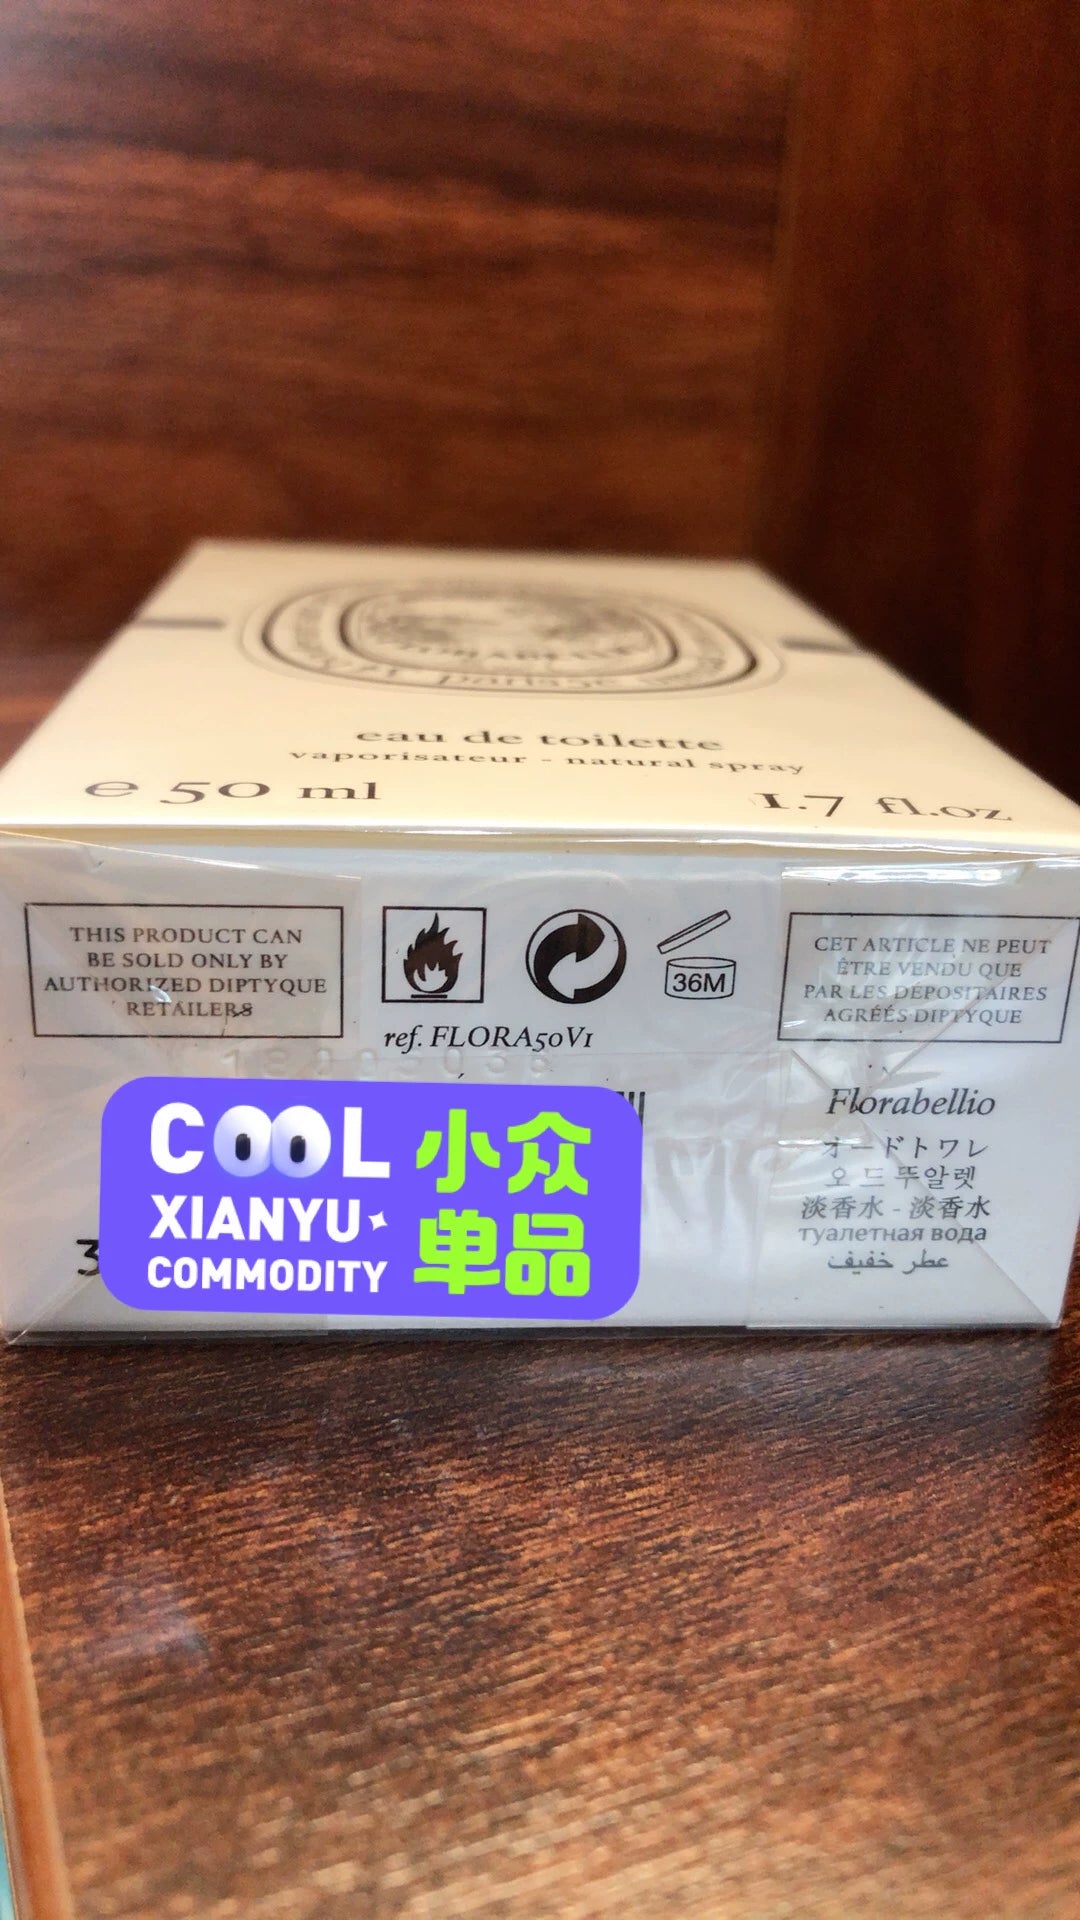 eau de toilette
vaporisateur - natural spray
e 50 ml
1.7 fl.oz
THIS PRODUCT CAN
BE SOLD ONLY BY
AUTHORIZED DIPTYQUE
RETAILERS
36M
ref. FLORA50V1
CET ARTICLE NE PEUT
ÊTRE VENDU QUE
PAR LES DÉPOSITAIRES
AGRÉÉS DIPTYQUE
COOL
XIANYU
COMMODITY
小众
单品
3
Florabellio
オードトワレ
오 드 뚜알렛
淡香水 - 淡香水
туалетная вода
عطر خفيف